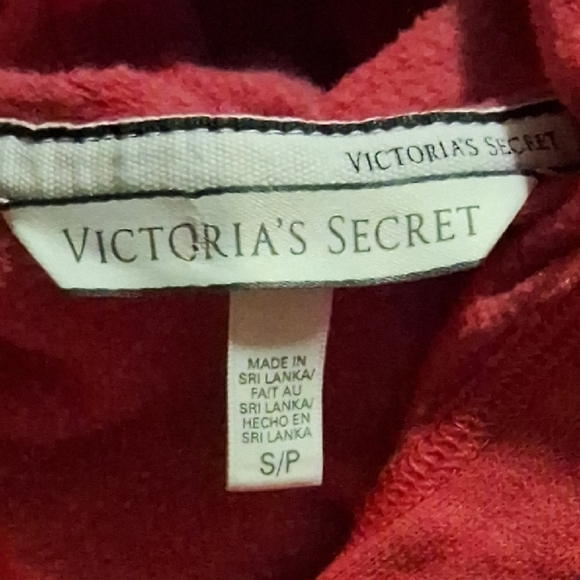 VICTORIA'S SECRET
VICTORIA'S SECRET
MADE IN
SRI LANKA/
FAIT AU
SRI LANKA/
HECHO EN
SRI LANKA
S/P